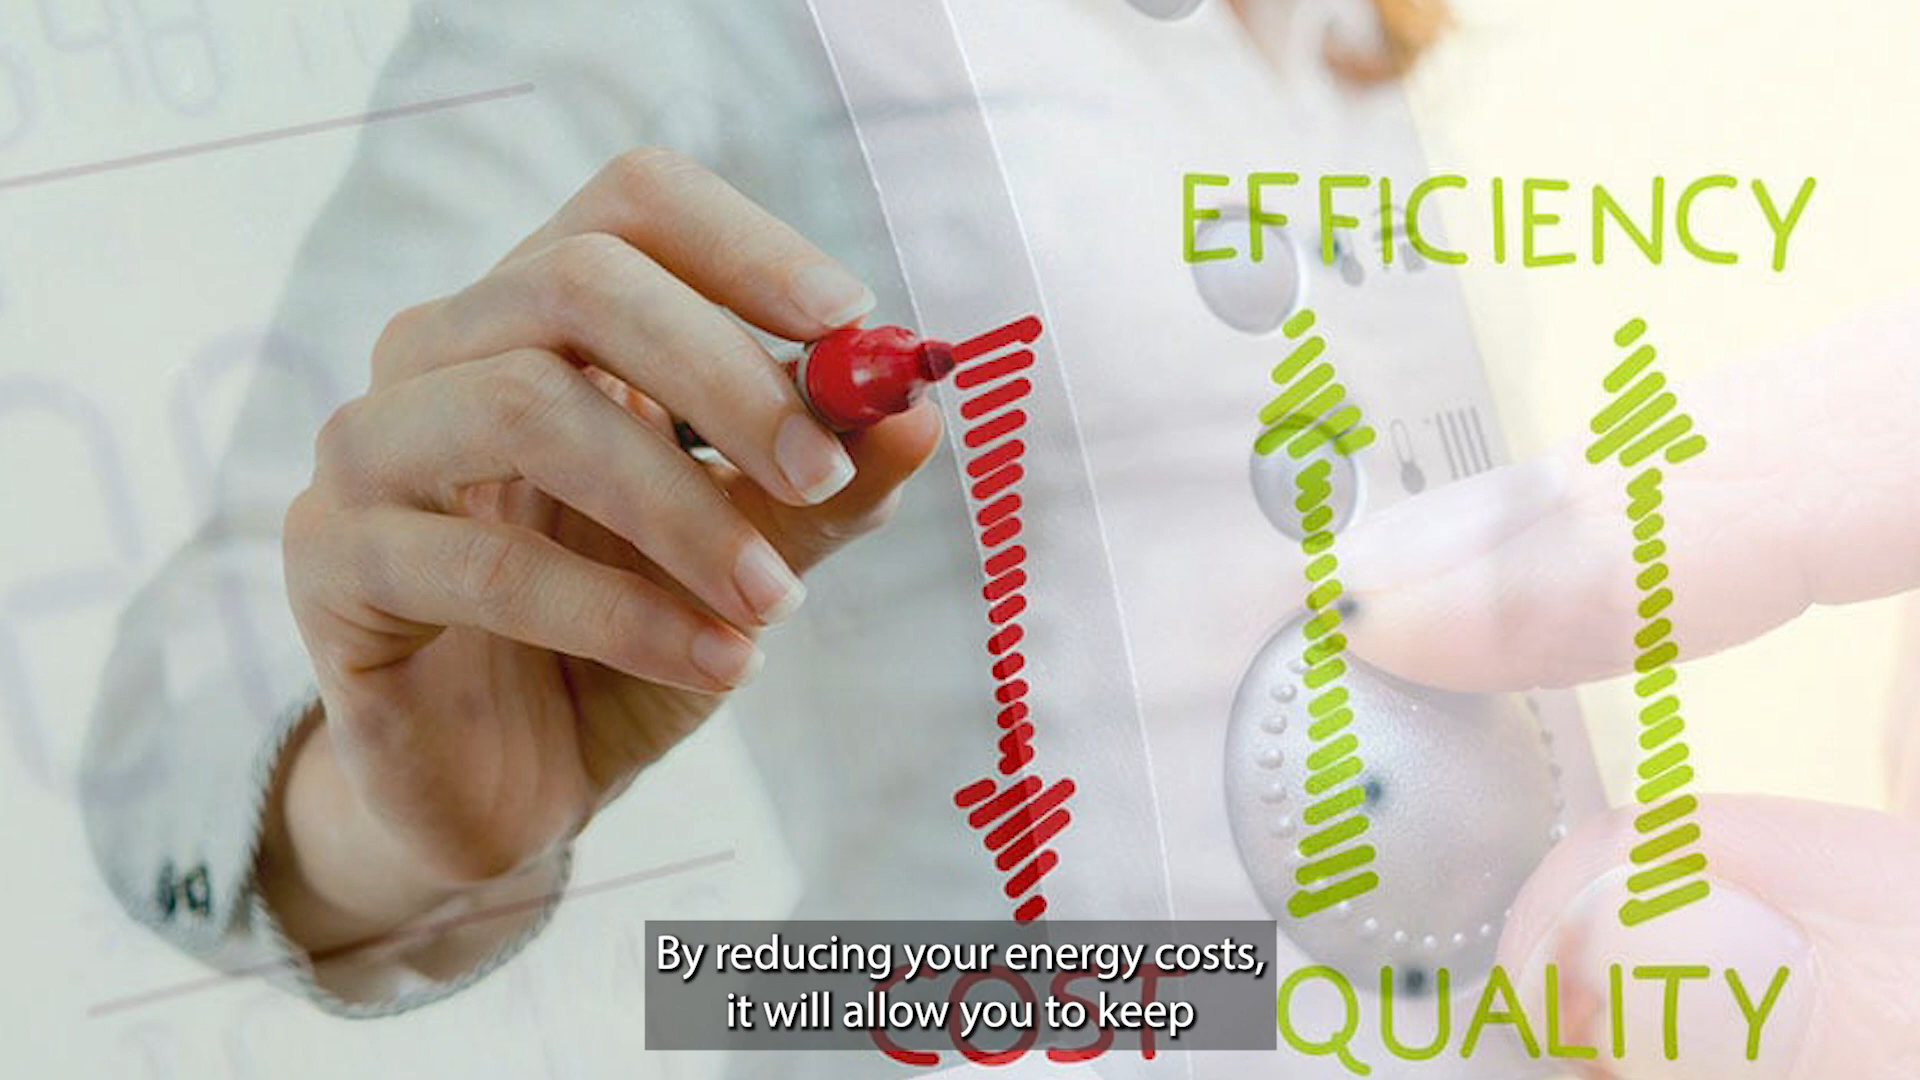 EFFICIENCY
By reducing your energy costs,
it will allow you to keep
COST
QUALITY